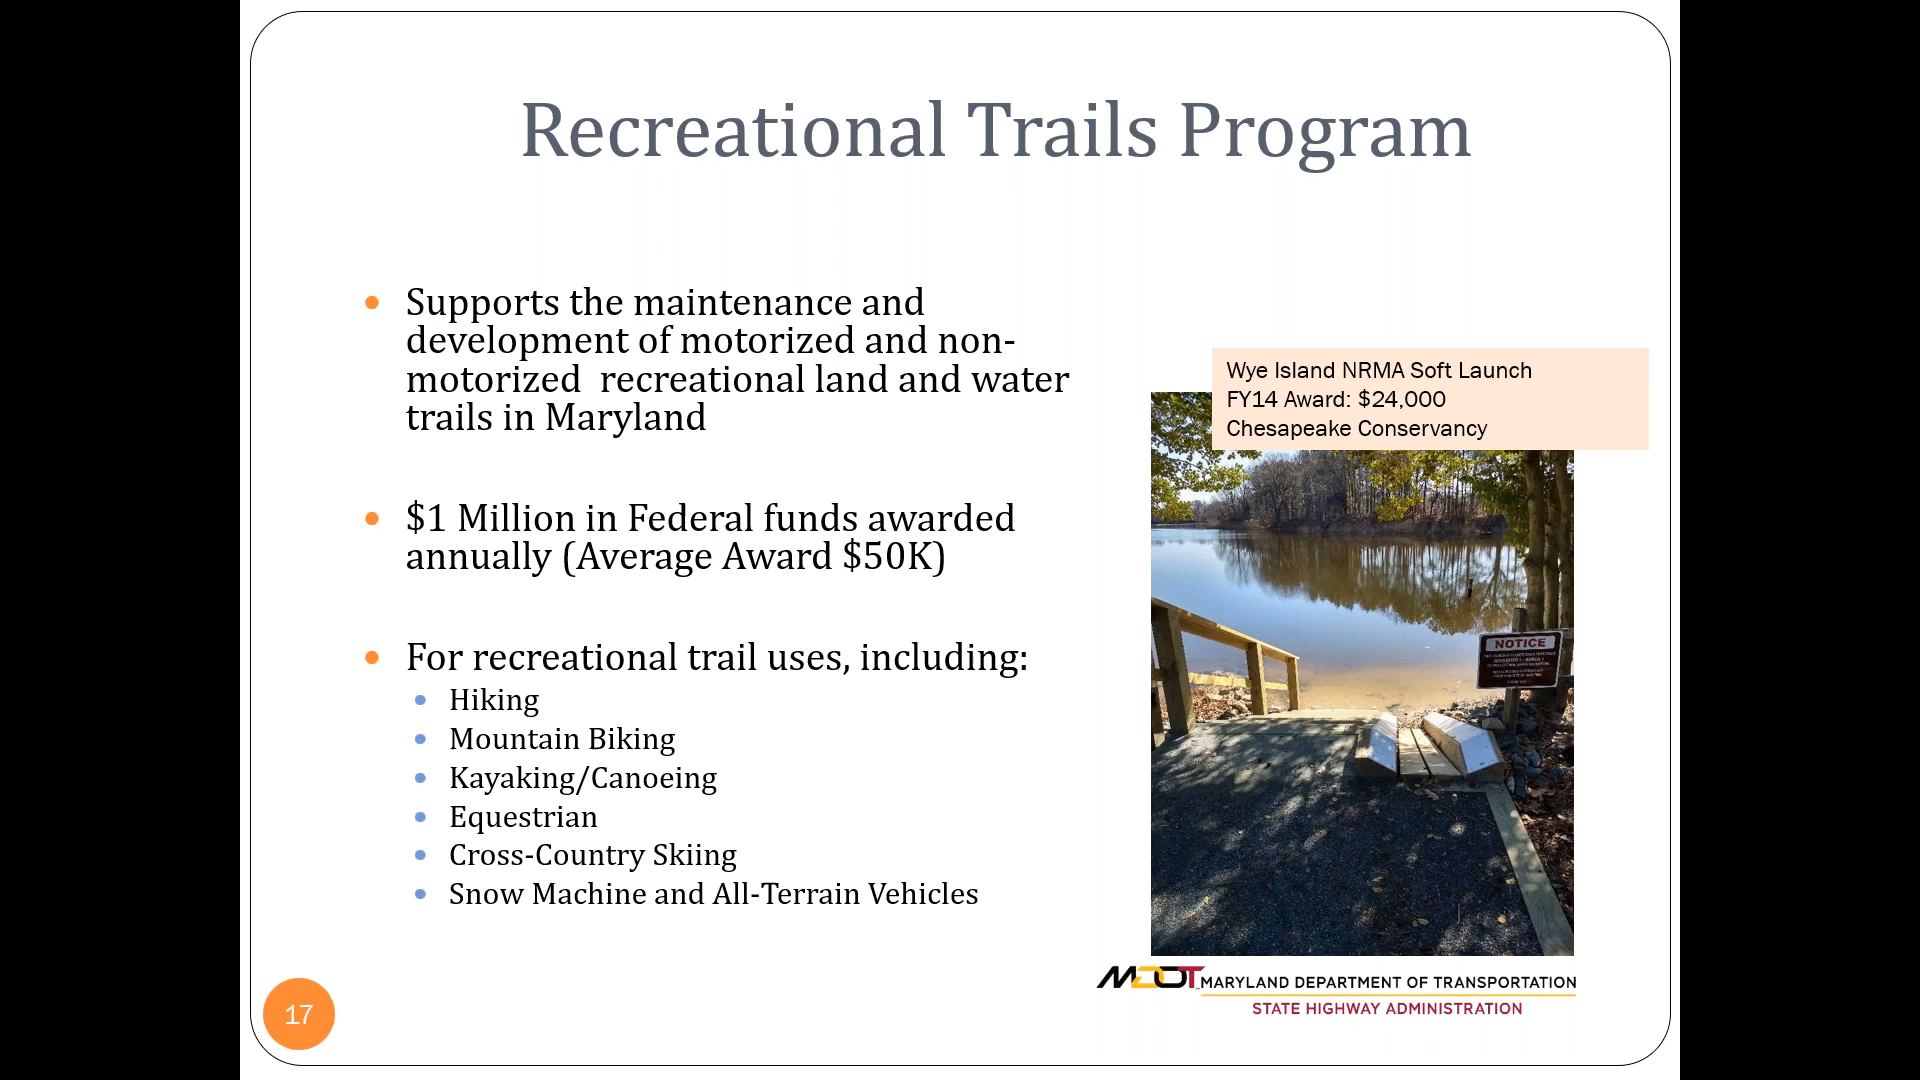 Recreational Trails Program
Supports the maintenance and
development of motorized and non-
motorized  recreational land and water
trails in Maryland
$1 Million in Federal funds awarded
annually (Average Award $50K)
For recreational trail uses, including:
Hiking
Mountain Biking
Kayaking/Canoeing
Equestrian
Cross-Country Skiing
Snow Machine and All-Terrain Vehicles
Wye Island NRMA Soft Launch
FY14 Award: $24,000
Chesapeake Conservancy
NOTICE
MDOT MARYLAND DEPARTMENT OF TRANSPORTATION
STATE HIGHWAY ADMINISTRATION
17